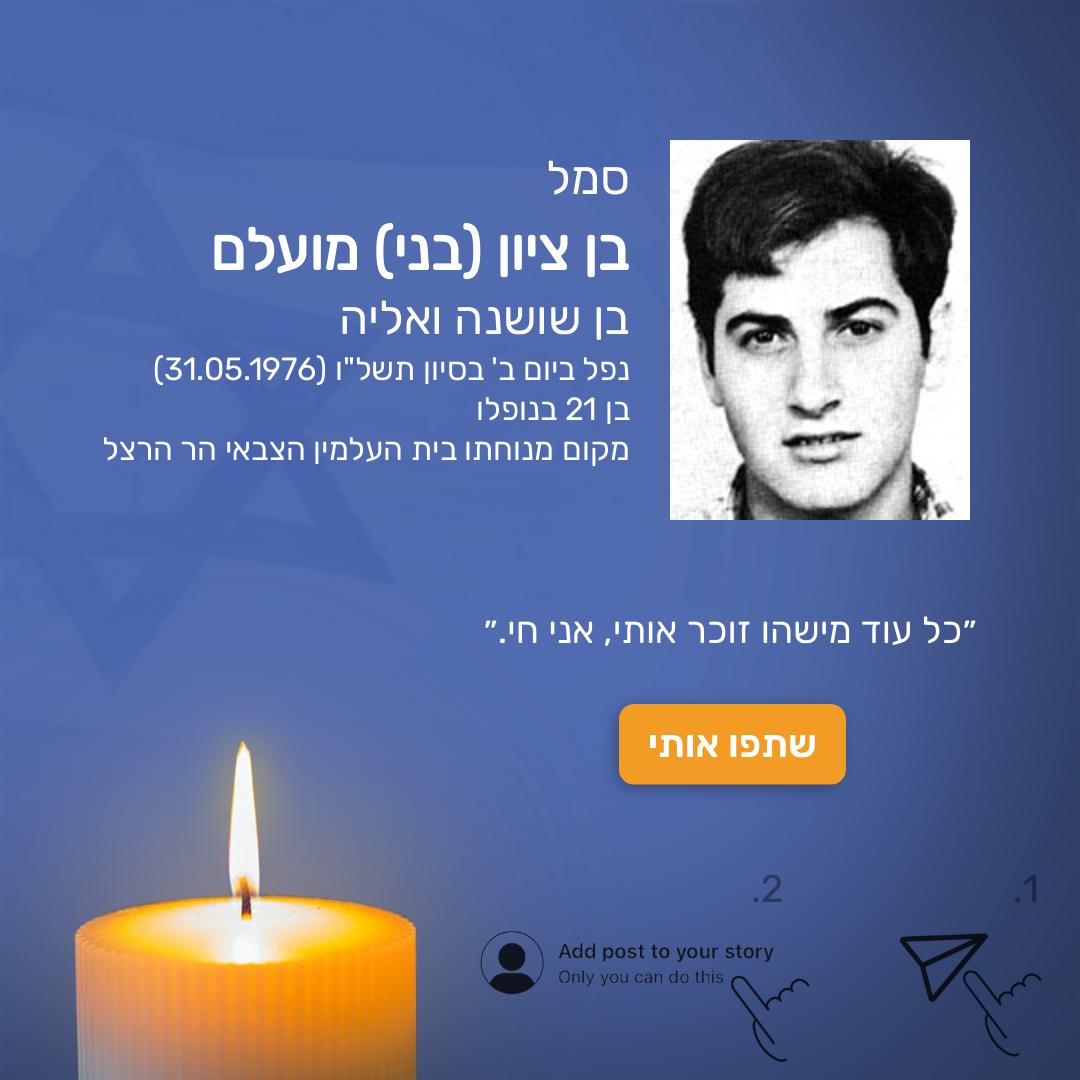 סמל
בן ציון (בני) מועלם
בן שושנה ואליה
נפל ביום ב' בסיון תשל"ו (31.05.1976)
בן 21 בנופלו
מקום מנוחתו בית העלמין הצבאי הר הרצל
״כל עוד מישהו זוכר אותי, אני חי.״
שתפו אותי
.1
.2
Add post to your story
Only you can do this